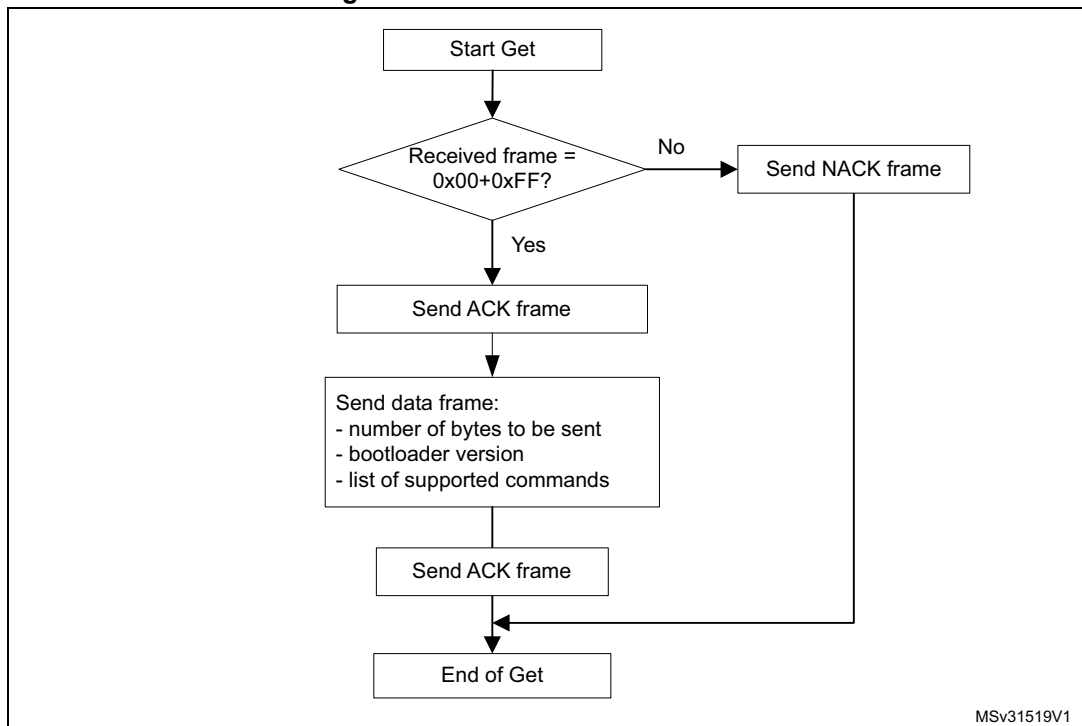 Start Get
Received frame =
0x00+0xFF?
No
Send NACK frame
Yes
Send ACK frame
Send data frame:
- number of bytes to be sent
- bootloader version
- list of supported commands
Send ACK frame
End of Get
MSv31519V1